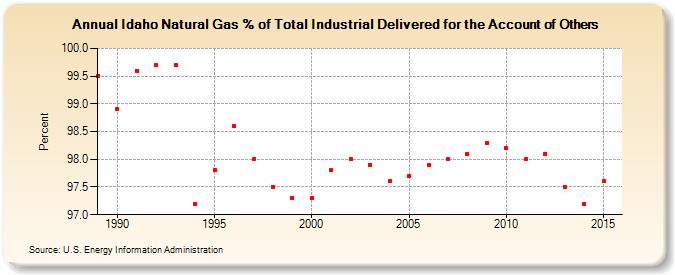 Annual Idaho Natural Gas % of Total Industrial Delivered for the Account of Others
Percent
100.0
99.5
99.0
98.5
98.0
97.5
97.0
1990 1995 2000 2005 2010 2015
Source: U.S. Energy Information Administration